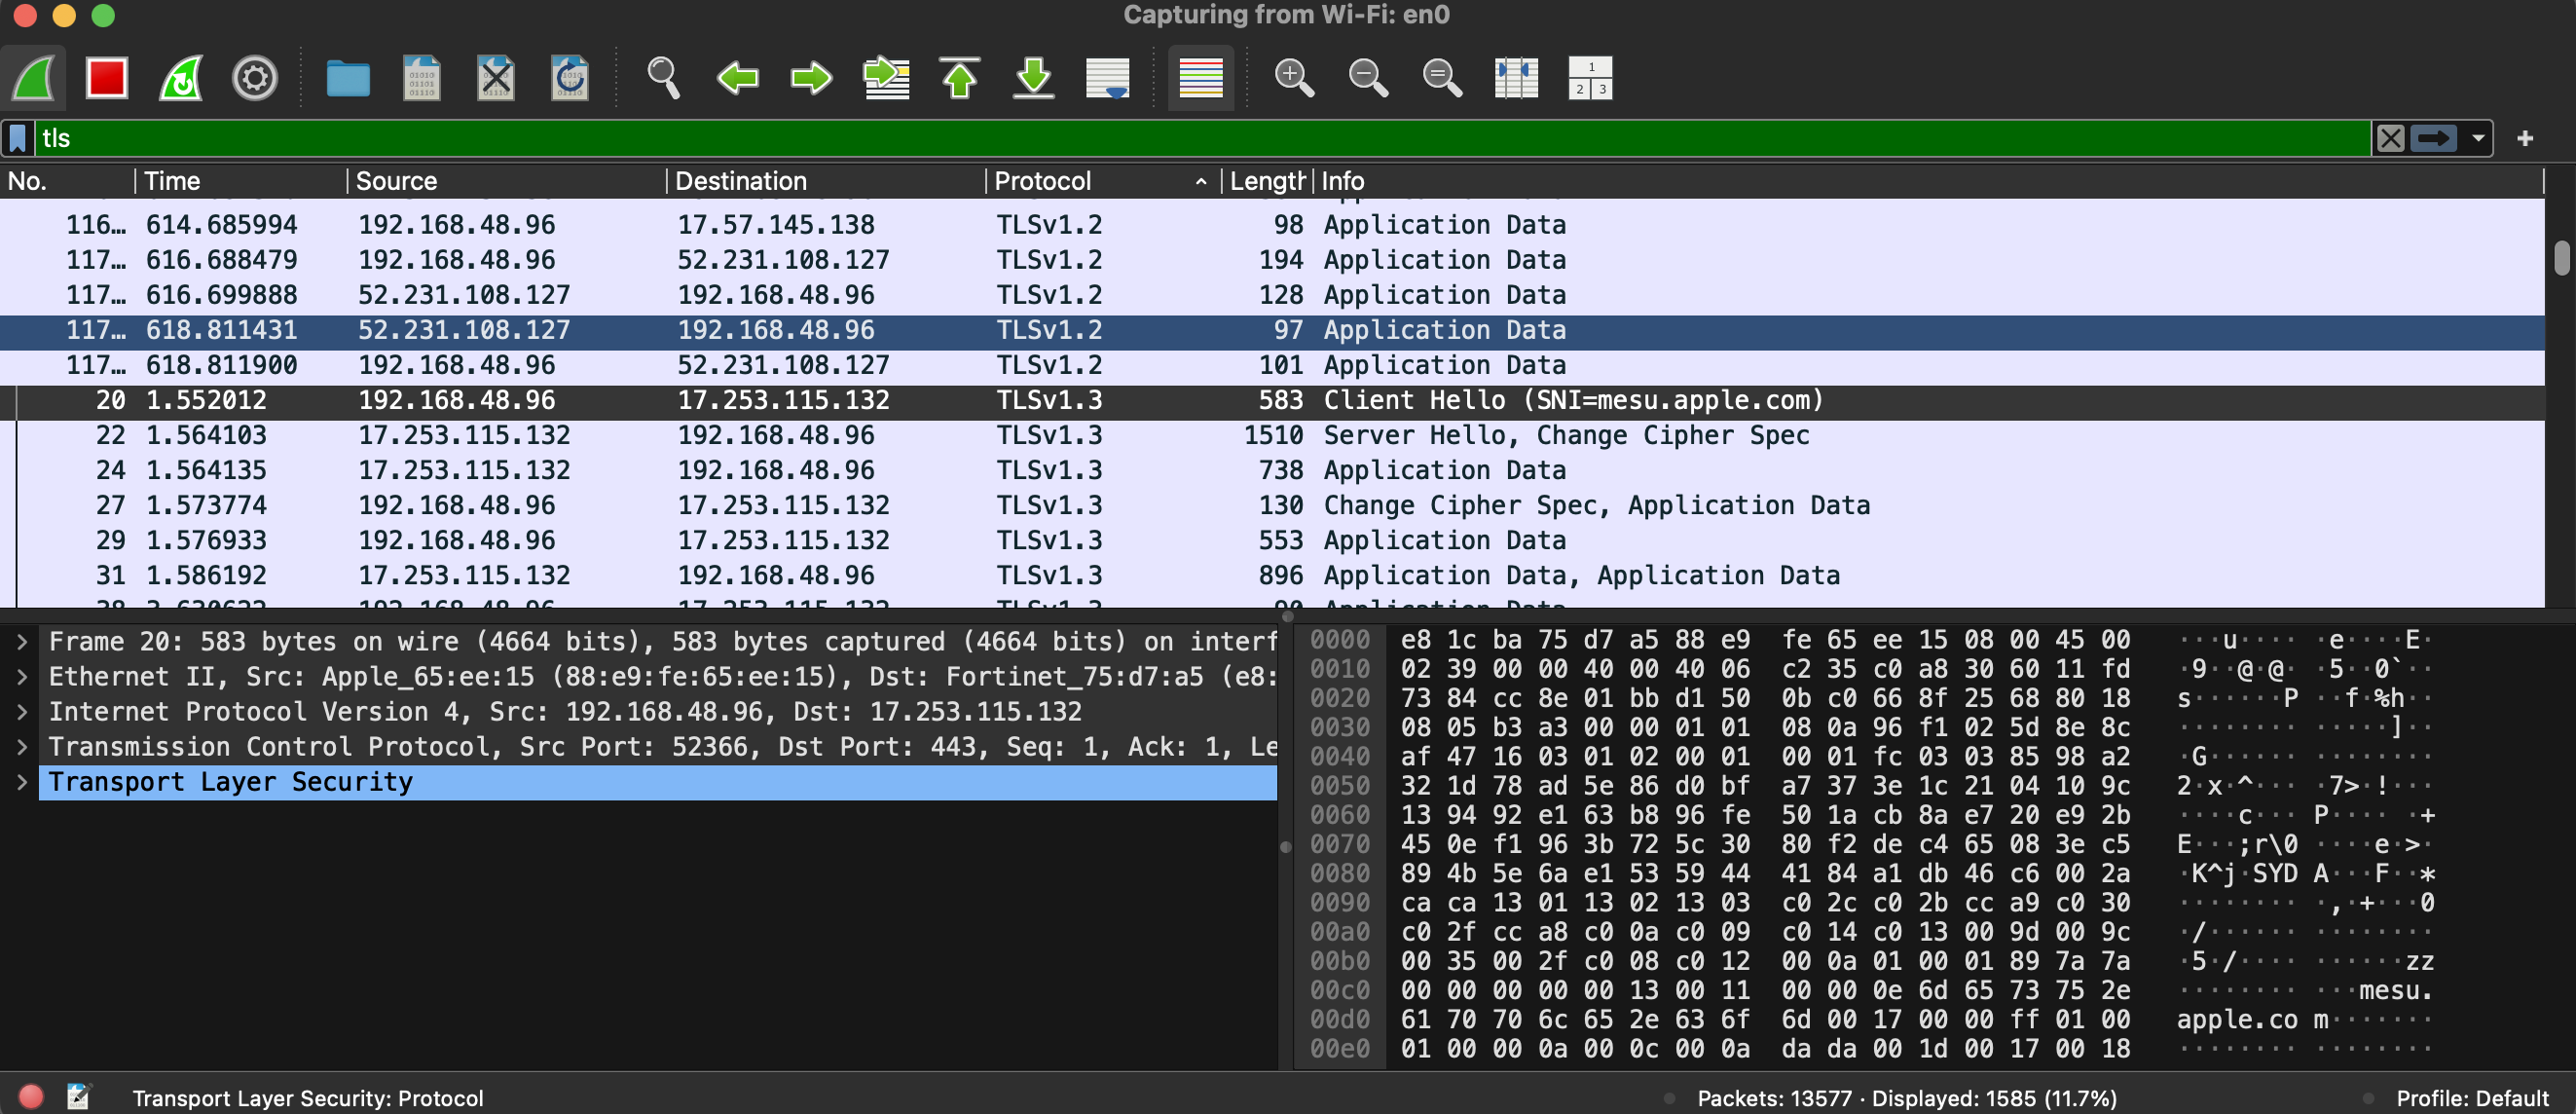 Capturing from Wi-Fi: en0
1
2 3
tls
+
No. Time Source Destination Protocol Length Info
116… 614.685994 192.168.48.96 17.57.145.138 TLSv1.2 98 Application Data
117… 616.688479 192.168.48.96 52.231.108.127 TLSv1.2 194 Application Data
117… 616.699888 52.231.108.127 192.168.48.96 TLSv1.2 128 Application Data
117… 618.811431 52.231.108.127 192.168.48.96 TLSv1.2 97 Application Data
117… 618.811900 192.168.48.96 52.231.108.127 TLSv1.2 101 Application Data
20 1.552012 192.168.48.96 17.253.115.132 TLSv1.3 583 Client Hello (SNI=mesu.apple.com)
22 1.564103 17.253.115.132 192.168.48.96 TLSv1.3 1510 Server Hello, Change Cipher Spec
24 1.564135 17.253.115.132 192.168.48.96 TLSv1.3 738 Application Data
27 1.573774 192.168.48.96 17.253.115.132 TLSv1.3 130 Change Cipher Spec, Application Data
29 1.576933 192.168.48.96 17.253.115.132 TLSv1.3 553 Application Data
31 1.586192 17.253.115.132 192.168.48.96 TLSv1.3 896 Application Data, Application Data
Frame 20: 583 bytes on wire (4664 bits), 583 bytes captured (4664 bits) on interf
Ethernet II, Src: Apple_65:ee:15 (88:e9:fe:65:ee:15), Dst: Fortinet_75:d7:a5 (e8:
Internet Protocol Version 4, Src: 192.168.48.96, Dst: 17.253.115.132
Transmission Control Protocol, Src Port: 52366, Dst Port: 443, Seq: 1, Ack: 1, Le
Transport Layer Security
0000 e8 1c ba 75 d7 a5 88 e9 fe 65 ee 15 08 00 45 00 ···u···· ·e····E·
0010 02 39 00 00 40 00 40 06 c2 35 c0 a8 30 60 11 fd ·9··@·@· ·5··0`··
0020 73 84 cc 8e 01 bb d1 50 0b c0 66 8f 25 68 80 18 s······P ··f·%h··
0030 08 05 b3 a3 00 00 01 01 08 0a 96 f1 02 5d 8e 8c ········ ·····]··
0040 af 47 16 03 01 02 00 01 00 01 fc 03 03 85 98 a2 ·G······ ········
0050 32 1d 78 ad 5e 86 d0 bf a7 37 3e 1c 21 04 10 9c 2·x·^··· ·7>·!···
0060 13 94 92 e1 63 b8 96 fe 50 1a cb 8a e7 20 e9 2b ····c··· P···· ·+
0070 45 0e f1 96 3b 72 5c 30 80 f2 de c4 65 08 3e c5 E···;r\0 ····e·>·
0080 89 4b 5e 6a e1 53 59 44 41 84 a1 db 46 c6 00 2a ·K^j·SYD A···F··*
0090 ca ca 13 01 13 02 13 03 c0 2c c0 2b cc a9 c0 30 ········ ·,·+···0
00a0 c0 2f cc a8 c0 0a c0 09 c0 14 c0 13 00 9d 00 9c ·/······ ········
00b0 00 35 00 2f c0 08 c0 12 00 0a 01 00 01 89 7a 7a ·5·/···· ······zz
00c0 00 00 00 00 00 13 00 11 00 00 0e 6d 65 73 75 2e ········ ···mesu.
00d0 61 70 70 6c 65 2e 63 6f 6d 00 17 00 00 ff 01 00 apple.co m·······
00e0 01 00 00 0a 00 0c 00 0a da da 00 1d 00 17 00 18 ········ ········
Transport Layer Security: Protocol Packets: 13577 · Displayed: 1585 (11.7%) Profile: Default